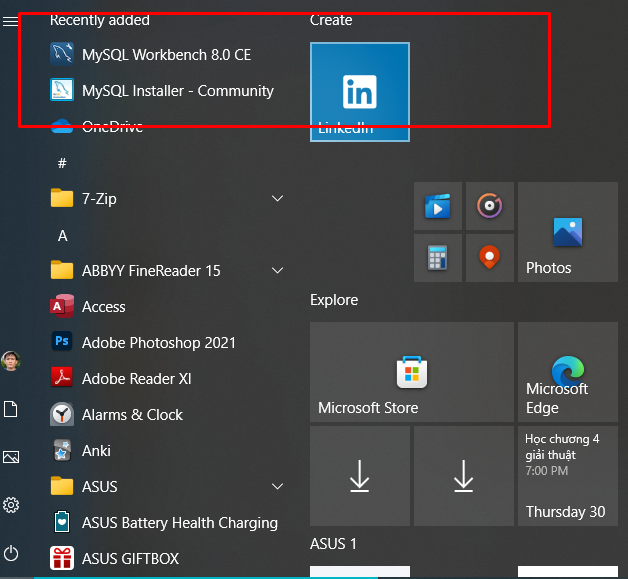 Recently added
MySQL Workbench 8.0 CE
MySQL Installer - Community
OneDrive
#
7-Zip
A
ABBYY FineReader 15
Access
Adobe Photoshop 2021
Adobe Reader XI
Alarms & Clock
Anki
ASUS
ASUS Battery Health Charging
ASUS GIFTBOX
Create
in
LinkedIn
Photos
Explore
Microsoft Store
Microsoft
Edge
Học chương 4
giải thuật
7:00 PM
Thursday 30
ASUS 1
A
Ps